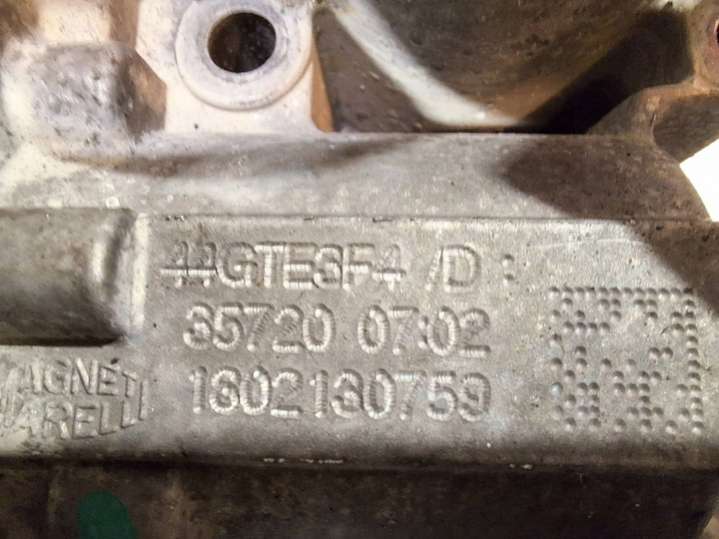 44GTE3F4 /D:
35720 07:02
MAGNETI
MARELLI
1302130759